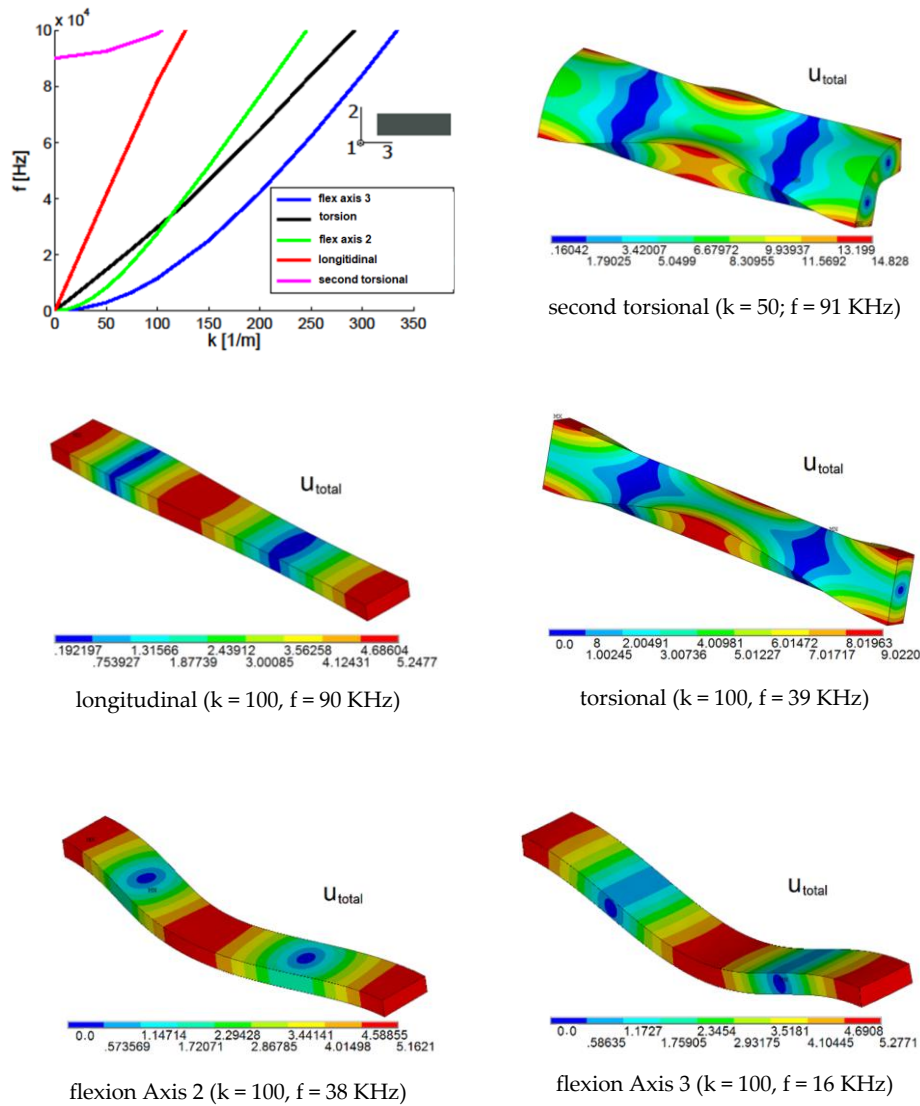 x 10⁴
10
8
6
4
2
0
f [Hz]
0 50 100 150 200 250 300 350
k [1/m]
2
1 3
flex axis 3
torsion
flex axis 2
longitidinal
second torsional
u_total
.16042 3.42007 6.67972 9.93937 13.199
1.79025 5.0499 8.30955 11.5692 14.828
second torsional (k = 50; f = 91 KHz)
u_total
.192197 1.31566 2.43912 3.56258 4.68604
.753927 1.87739 3.00085 4.12431 5.2477
longitudinal (k = 100, f = 90 KHz)
u_total
0.0 8 2.00491 4.00981 6.01472 8.01963
1.00245 3.00736 5.01227 7.01717 9.0220
torsional (k = 100, f = 39 KHz)
u_total
0.0 1.14714 2.29428 3.44141 4.58855
.573569 1.72071 2.86785 4.01498 5.1621
flexion Axis 2 (k = 100, f = 38 KHz)
u_total
0.0 1.1727 2.3454 3.5181 4.6908
.58635 1.75905 2.93175 4.10445 5.2771
flexion Axis 3 (k = 100, f = 16 KHz)